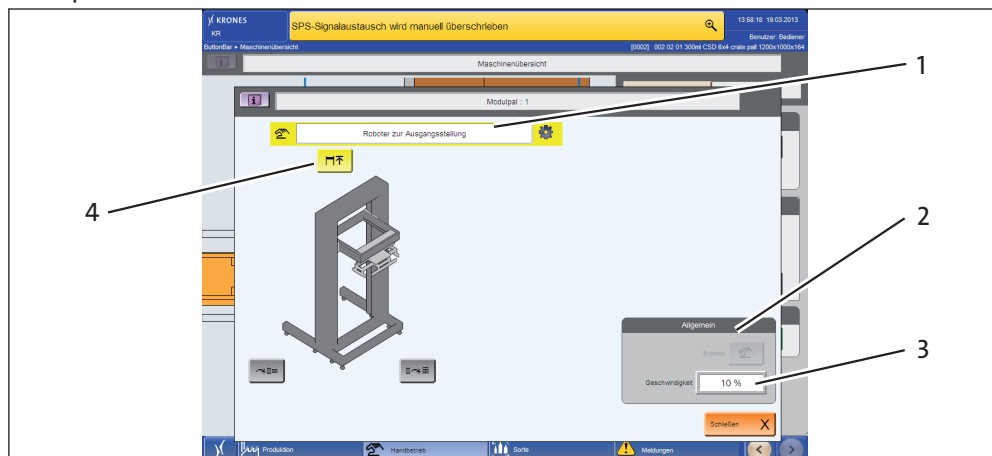 KRONES
KR
SPS-Signalaustausch wird manuell überschrieben
13:58:18 19.03.2013
Benutzer: Bediener
ButtonBar ▸ Maschinenübersicht
[0002] 002 02 01 300ml CSD 6x4 crate pall 1200x1000x164
Maschinenübersicht
1
Modulpal : 1
Roboter zur Ausgangsstellung
4
2
Allgemein
Bypass
3
Geschwindigkeit
10 %
Schließen X
Produktion
Handbetrieb
Sorte
Meldungen